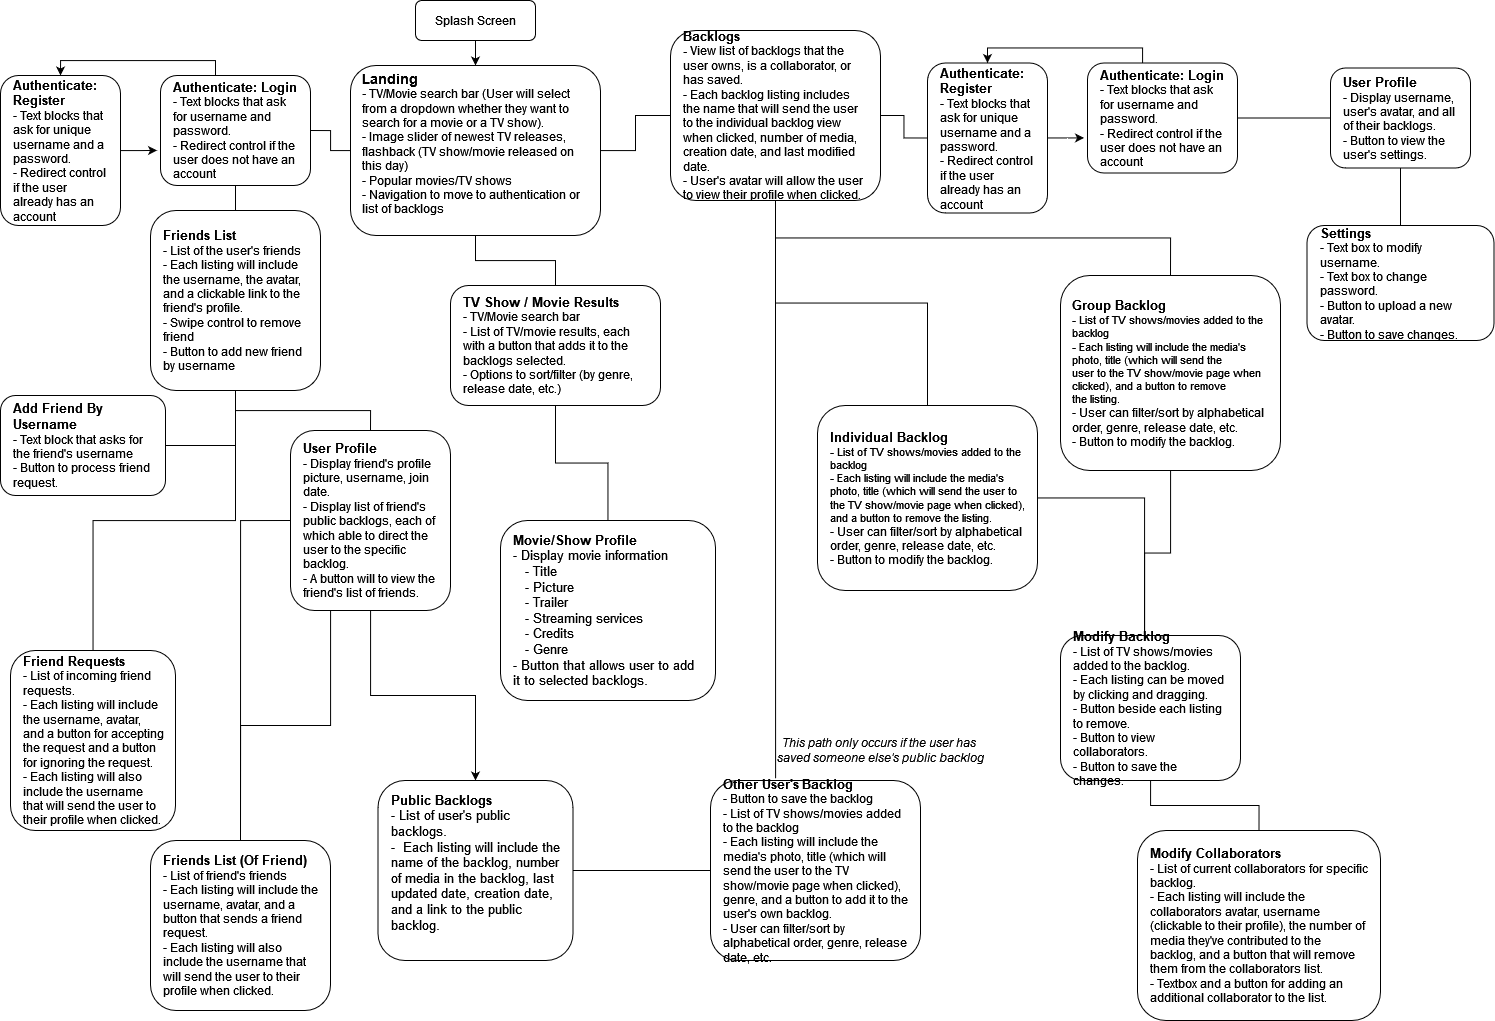 Splash Screen
Authenticate:
Register
- Text blocks that
ask for unique
username and a
password.
- Redirect control
if the user
already has an
account
Authenticate: Login
- Text blocks that ask
for username and
password.
- Redirect control if the
user does not have an
account
Landing
- TV/Movie search bar (User will select
from a dropdown whether they want to
search for a movie or a TV show).
- Image slider of newest TV releases,
flashback (TV show/movie released on
this day)
- Popular movies/TV shows
- Navigation to move to authentication or
list of backlogs
Backlogs
- View list of backlogs that the
user owns, is a collaborator, or
has saved.
- Each backlog listing includes
the name that will send the user
to the individual backlog view
when clicked, number of media,
creation date, and last modified
date.
- User's avatar will allow the user
to view their profile when clicked.
Authenticate:
Register
- Text blocks that
ask for unique
username and a
password.
- Redirect control
if the user
already has an
account
Authenticate: Login
- Text blocks that ask
for username and
password.
- Redirect control if the
user does not have an
account
User Profile
- Display username,
user's avatar, and all
of their backlogs.
- Button to view the
user's settings.
Settings
- Text box to modify
username.
- Text box to change
password.
- Button to upload a new
avatar.
- Button to save changes.
Friends List
- List of the user's friends
- Each listing will include
the username, the avatar,
and a clickable link to the
friend's profile.
- Swipe control to remove
friend
- Button to add new friend
by username
TV Show / Movie Results
- TV/Movie search bar
- List of TV/movie results, each
with a button that adds it to the
backlogs selected.
- Options to sort/filter (by genre,
release date, etc.)
Group Backlog
- List of TV shows/movies added to the
backlog
- Each listing will include the media's
photo, title (which will send the
user to the TV show/movie page when
clicked), and a button to remove
the listing.
- User can filter/sort by alphabetical
order, genre, release date, etc.
- Button to modify the backlog.
Add Friend By
Username
- Text block that asks for
the friend's username
- Button to process friend
request.
User Profile
- Display friend's profile
picture, username, join
date.
- Display list of friend's
public backlogs, each of
which able to direct the
user to the specific
backlog.
- A button will to view the
friend's list of friends.
Individual Backlog
- List of TV shows/movies added to the
backlog
- Each listing will include the media's
photo, title (which will send the user to
the TV show/movie page when clicked),
and a button to remove the listing.
- User can filter/sort by alphabetical
order, genre, release date, etc.
- Button to modify the backlog.
Movie/Show Profile
- Display movie information
- Title
- Picture
- Trailer
- Streaming services
- Credits
- Genre
- Button that allows user to add
it to selected backlogs.
Friend Requests
- List of incoming friend
requests.
- Each listing will include
the username, avatar,
and a button for accepting
the request and a button
for ignoring the request.
- Each listing will also
include the username
that will send the user to
their profile when clicked.
Modify Backlog
- List of TV shows/movies
added to the backlog.
- Each listing can be moved
by clicking and dragging.
- Button beside each listing
to remove.
- Button to view
collaborators.
- Button to save the
changes.
This path only occurs if the user has
saved someone else's public backlog
Public Backlogs
- List of user's public
backlogs.
- Each listing will include the
name of the backlog, number
of media in the backlog, last
updated date, creation date,
and a link to the public
backlog.
Other User's Backlog
- Button to save the backlog
- List of TV shows/movies added
to the backlog
- Each listing will include the
media's photo, title (which will
send the user to the TV
show/movie page when clicked),
genre, and a button to add it to the
user's own backlog.
- User can filter/sort by
alphabetical order, genre, release
date, etc.
Friends List (Of Friend)
- List of friend's friends
- Each listing will include the
username, avatar, and a
button that sends a friend
request.
- Each listing will also
include the username that
will send the user to their
profile when clicked.
Modify Collaborators
- List of current collaborators for specific
backlog.
- Each listing will include the
collaborators avatar, username
(clickable to their profile), the number of
media they've contributed to the
backlog, and a button that will remove
them from the collaborators list.
- Textbox and a button for adding an
additional collaborator to the list.